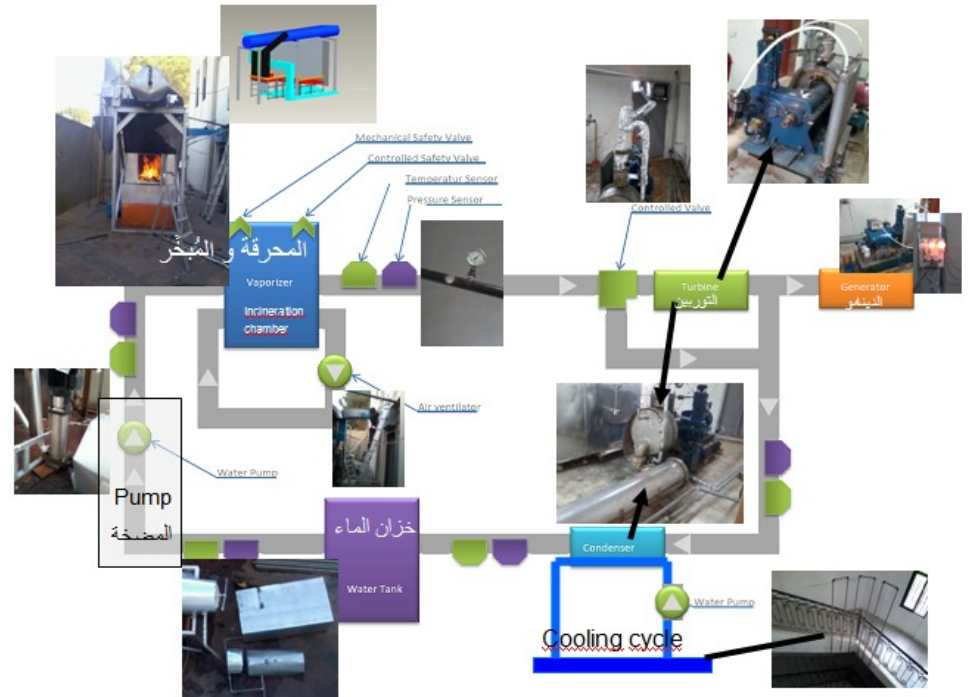 Mechanical Safety Valve
Controlled Safety Valve
Temperatur Sensor
Pressure Sensor
Controlled Valve
المحرقة و المُبخّر
Vaporizer
Incineration
chamber
Turbine
التوربين
Generator
الدينمو
Air ventilator
Water Pump
Pump
المضخة
خزان الماء
Water Tank
Condenser
Water Pump
Cooling cycle